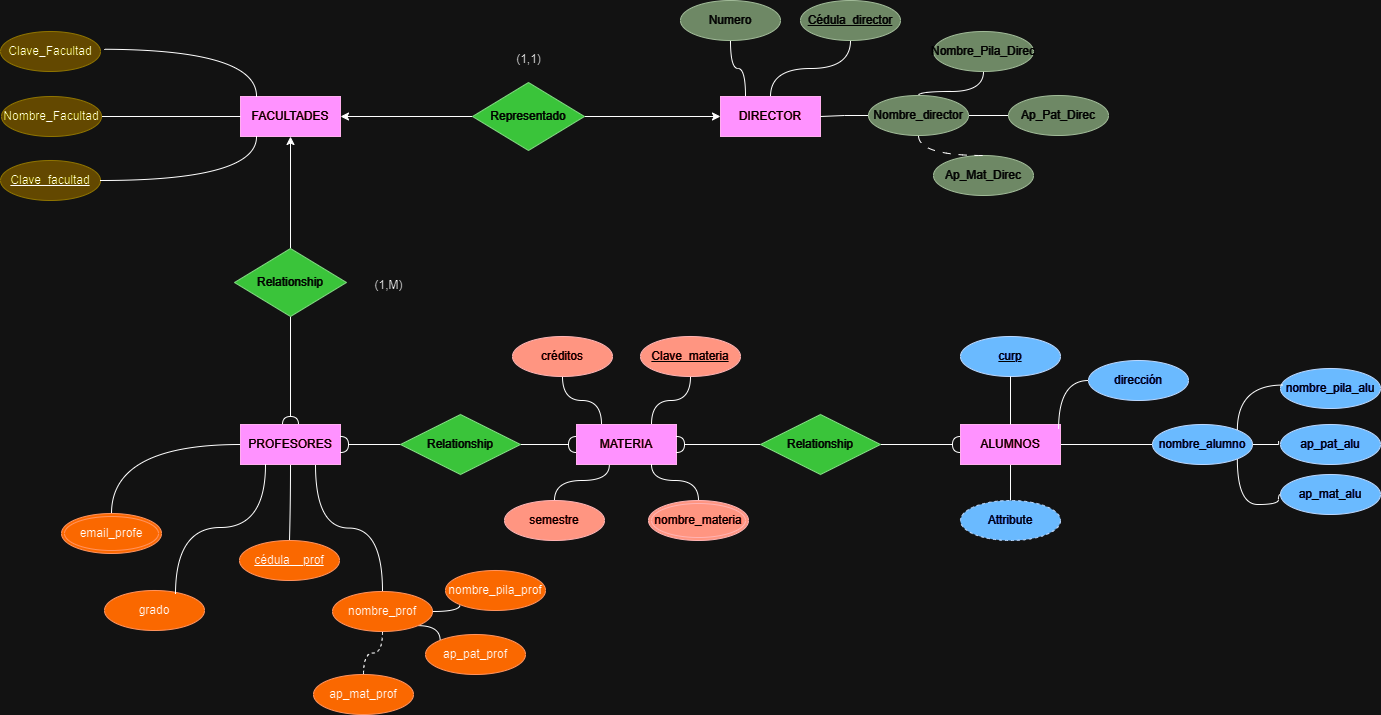 Numero
Cédula_director
Clave_Facultad
Nombre_Pila_Direc
(1,1)
Nombre_Facultad
FACULTADES
Representado
DIRECTOR
Nombre_director
Ap_Pat_Direc
Clave_facultad
Ap_Mat_Direc
Relationship
(1,M)
créditos
Clave_materia
curp
dirección
nombre_pila_alu
PROFESORES
Relationship
MATERIA
Relationship
ALUMNOS
nombre_alumno
ap_pat_alu
ap_mat_alu
email_profe
semestre
nombre_materia
Attribute
cédula__prof
nombre_pila_prof
grado
nombre_prof
ap_pat_prof
ap_mat_prof